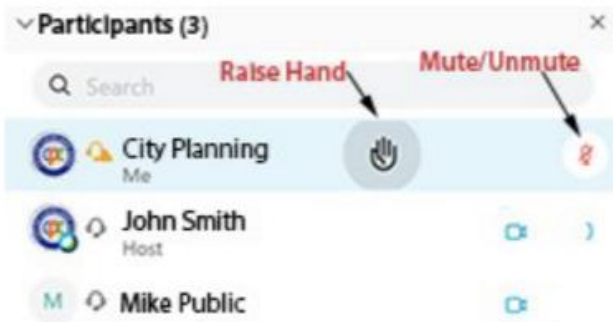 Participants (3)
×
Search
Raise Hand
Mute/Unmute
City Planning
Me
John Smith
Host
M
Mike Public